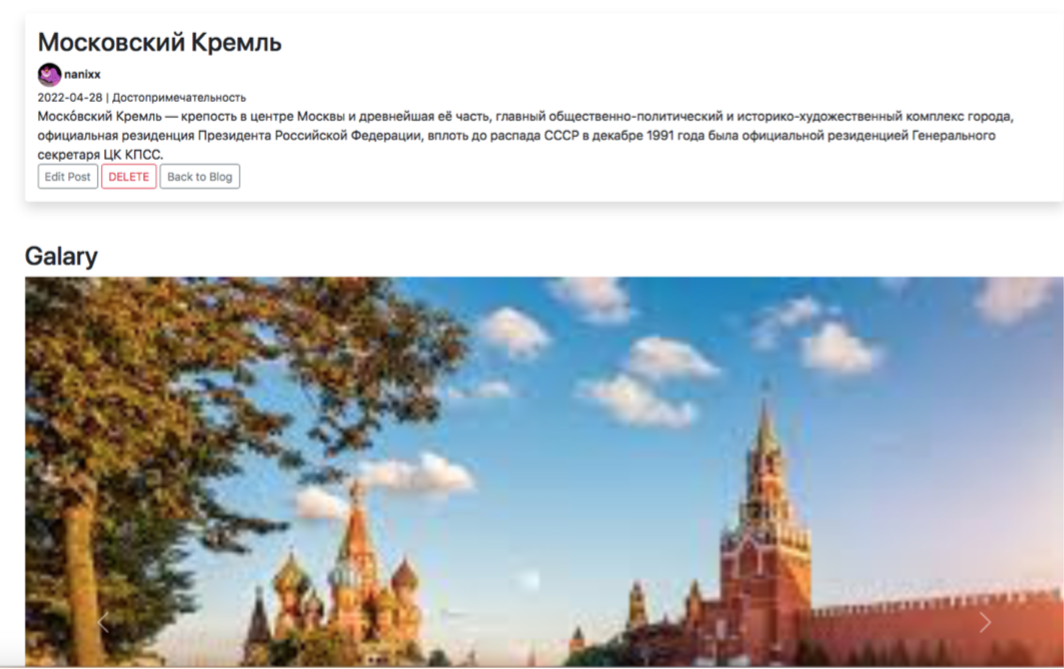 Московский Кремль
nanixx
2022-04-28 | Достопримечательность
Моско́вский Кремль — крепость в центре Москвы и древнейшая её часть, главный общественно-политический и историко-художественный комплекс города,
официальная резиденция Президента Российской Федерации, вплоть до распада СССР в декабре 1991 года была официальной резиденцией Генерального
секретаря ЦК КПСС.
Edit Post DELETE Back to Blog
Galary